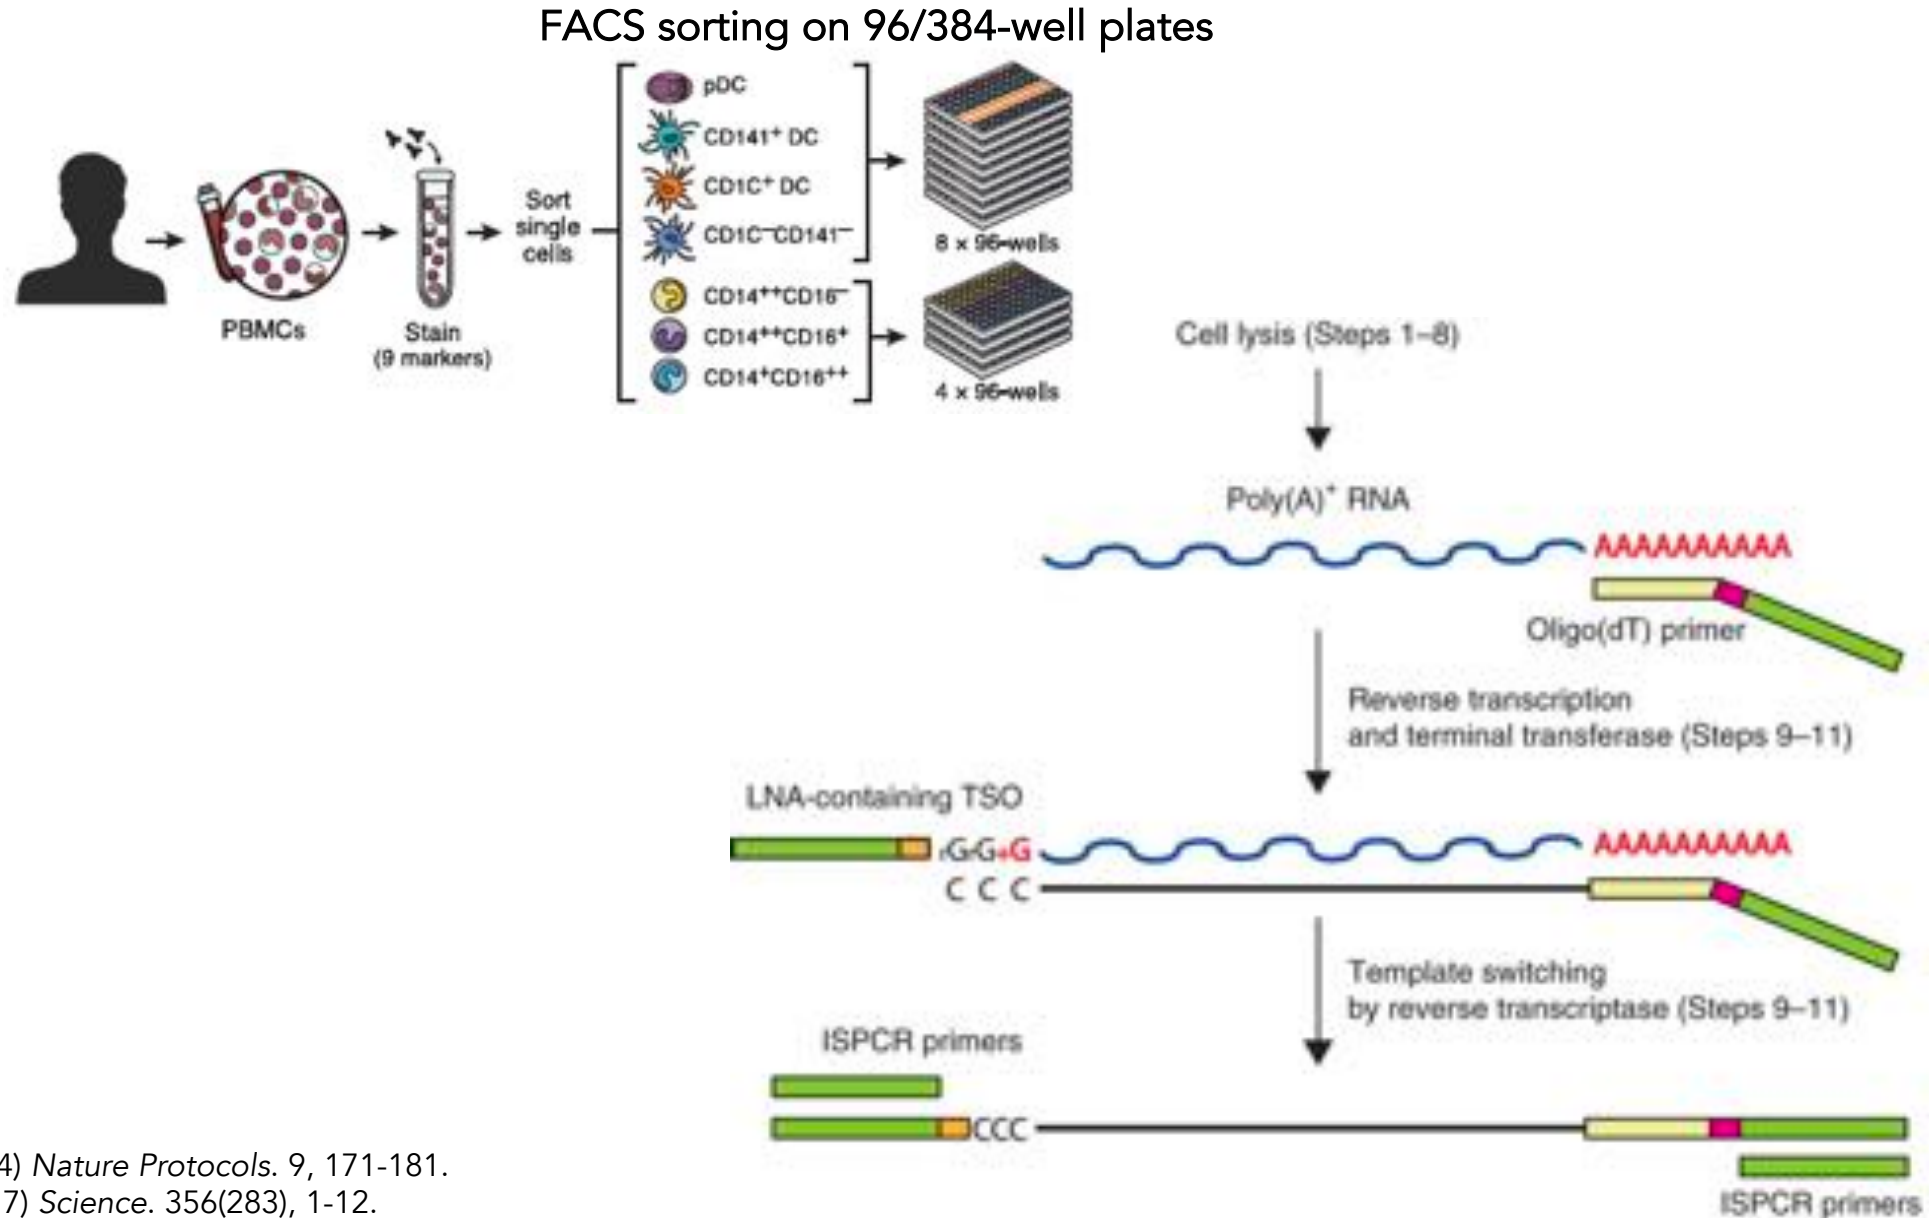 FACS sorting on 96/384-well plates
pDC
CD141⁺ DC
CD1C⁺ DC
CD1C⁻CD141⁻
CD14⁺⁺CD16⁻
CD14⁺⁺CD16⁺
CD14⁺CD16⁺⁺
Sort
single
cells
PBMCs
Stain
(9 markers)
8 x 96-wells
4 x 96-wells
Cell lysis (Steps 1–8)
Poly(A)⁺ RNA
AAAAAAAAAA
Oligo(dT) primer
Reverse transcription
and terminal transferase (Steps 9–11)
LNA-containing TSO
rGrG+G
AAAAAAAAAA
C C C
Template switching
by reverse transcriptase (Steps 9–11)
ISPCR primers
CCC
ISPCR primers
4) Nature Protocols. 9, 171-181.
7) Science. 356(283), 1-12.